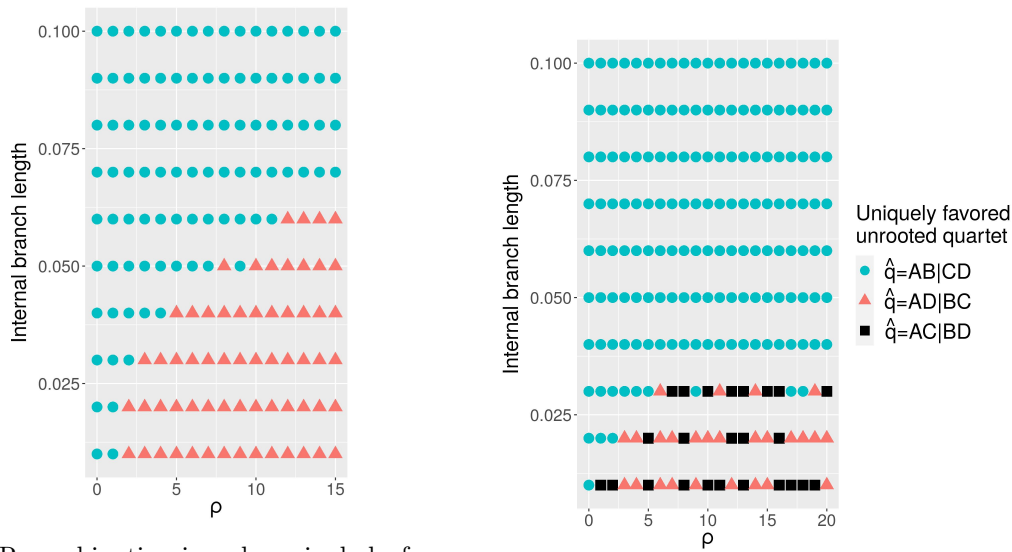 0.100
0.075
0.050
0.025
Internal branch length
0 5 10 15
ρ
0.100
0.075
0.050
0.025
Internal branch length
0 5 10 15 20
ρ
Uniquely favored
unrooted quartet
q̂=AB|CD
q̂=AD|BC
q̂=AC|BD